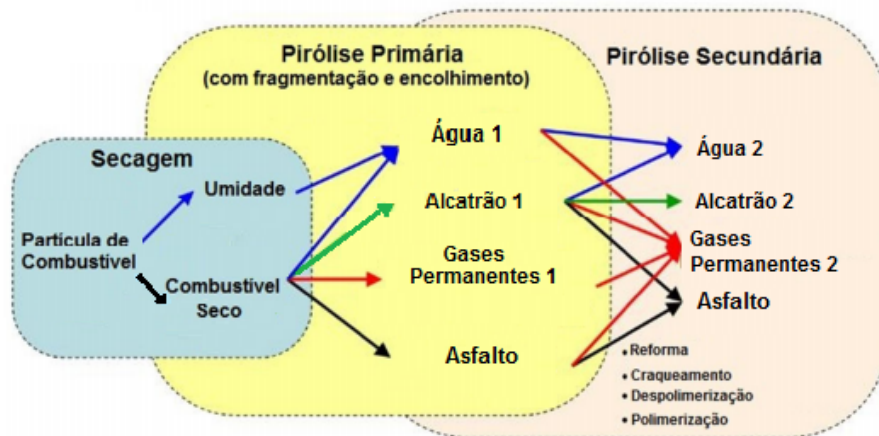 Pirólise Primária
(com fragmentação e encolhimento)
Pirólise Secundária
Secagem
Umidade
Partícula de
Combustível
Combustível
Seco
Água 1
Alcatrão 1
Gases
Permanentes 1
Asfalto
Água 2
Alcatrão 2
Gases
Permanentes 2
Asfalto
• Reforma
• Craqueamento
• Despolimerização
• Polimerização